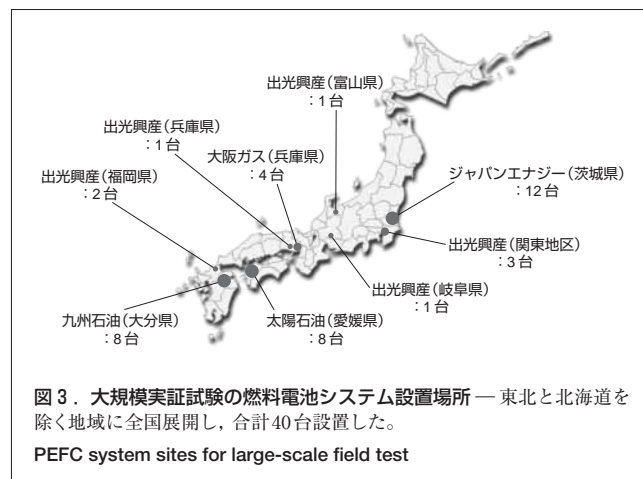 出光興産(富山県)
:1台
出光興産(兵庫県)
:1台
大阪ガス(兵庫県)
:4台
出光興産(福岡県)
:2台
ジャパンエナジー(茨城県)
:12台
出光興産(関東地区)
:3台
出光興産(岐阜県)
:1台
九州石油(大分県)
:8台
太陽石油(愛媛県)
:8台
図3.大規模実証試験の燃料電池システム設置場所 — 東北と北海道を
除く地域に全国展開し,合計40台設置した。
PEFC system sites for large-scale field test